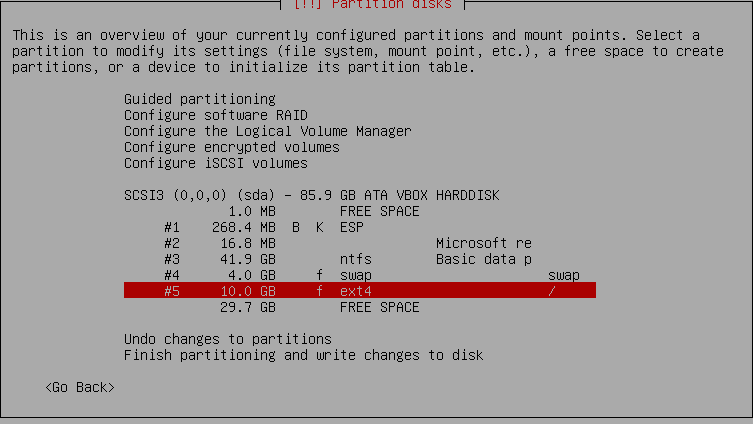 [!!] Partition disks
This is an overview of your currently configured partitions and mount points. Select a
partition to modify its settings (file system, mount point, etc.), a free space to create
partitions, or a device to initialize its partition table.
Guided partitioning
Configure software RAID
Configure the Logical Volume Manager
Configure encrypted volumes
Configure iSCSI volumes
SCSI3 (0,0,0) (sda) - 85.9 GB ATA VBOX HARDDISK
1.0 MB FREE SPACE
#1 268.4 MB B K ESP
#2 16.8 MB Microsoft re
#3 41.9 GB ntfs Basic data p
#4 4.0 GB f swap swap
#5 10.0 GB f ext4 /
29.7 GB FREE SPACE
Undo changes to partitions
Finish partitioning and write changes to disk
<Go Back>